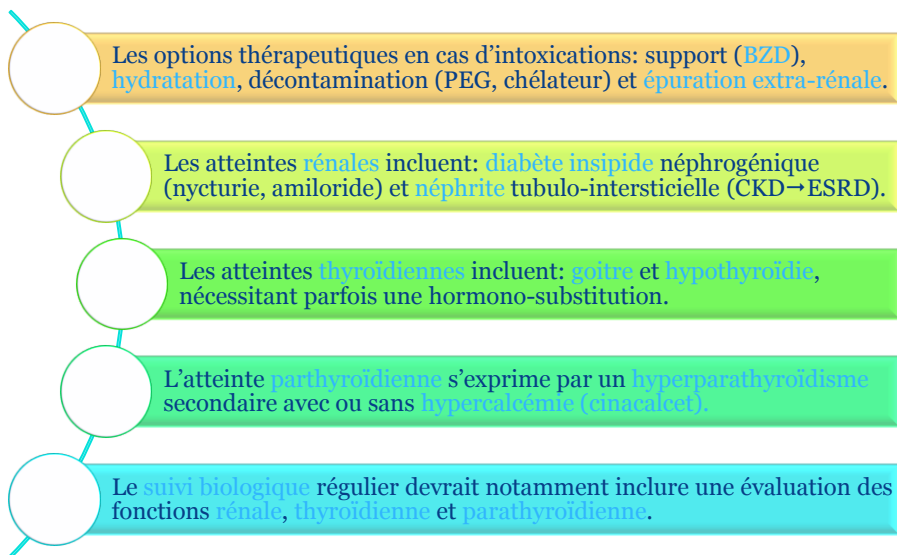 Les options thérapeutiques en cas d’intoxications: support (BZD),
hydratation, décontamination (PEG, chélateur) et épuration extra-rénale.
Les atteintes rénales incluent: diabète insipide néphrogénique
(nycturie, amiloride) et néphrite tubulo-intersticielle (CKD→ESRD).
Les atteintes thyroïdiennes incluent: goitre et hypothyroïdie,
nécessitant parfois une hormono-substitution.
L’atteinte parthyroïdienne s’exprime par un hyperparathyroïdisme
secondaire avec ou sans hypercalcémie (cinacalcet).
Le suivi biologique régulier devrait notamment inclure une évaluation des
fonctions rénale, thyroïdienne et parathyroïdienne.